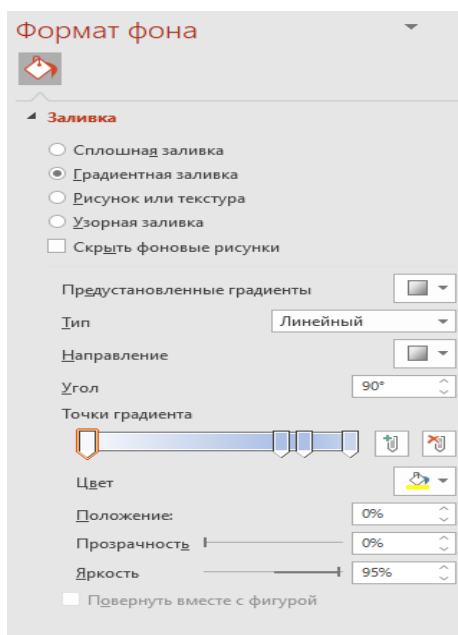 Формат фона
Заливка
Сплошная заливка
Градиентная заливка
Рисунок или текстура
Узорная заливка
Скрыть фоновые рисунки
Предустановленные градиенты
Тип Линейный
Направление
Угол 90°
Точки градиента
Цвет
Положение: 0%
Прозрачность 0%
Яркость 95%
Повернуть вместе с фигурой